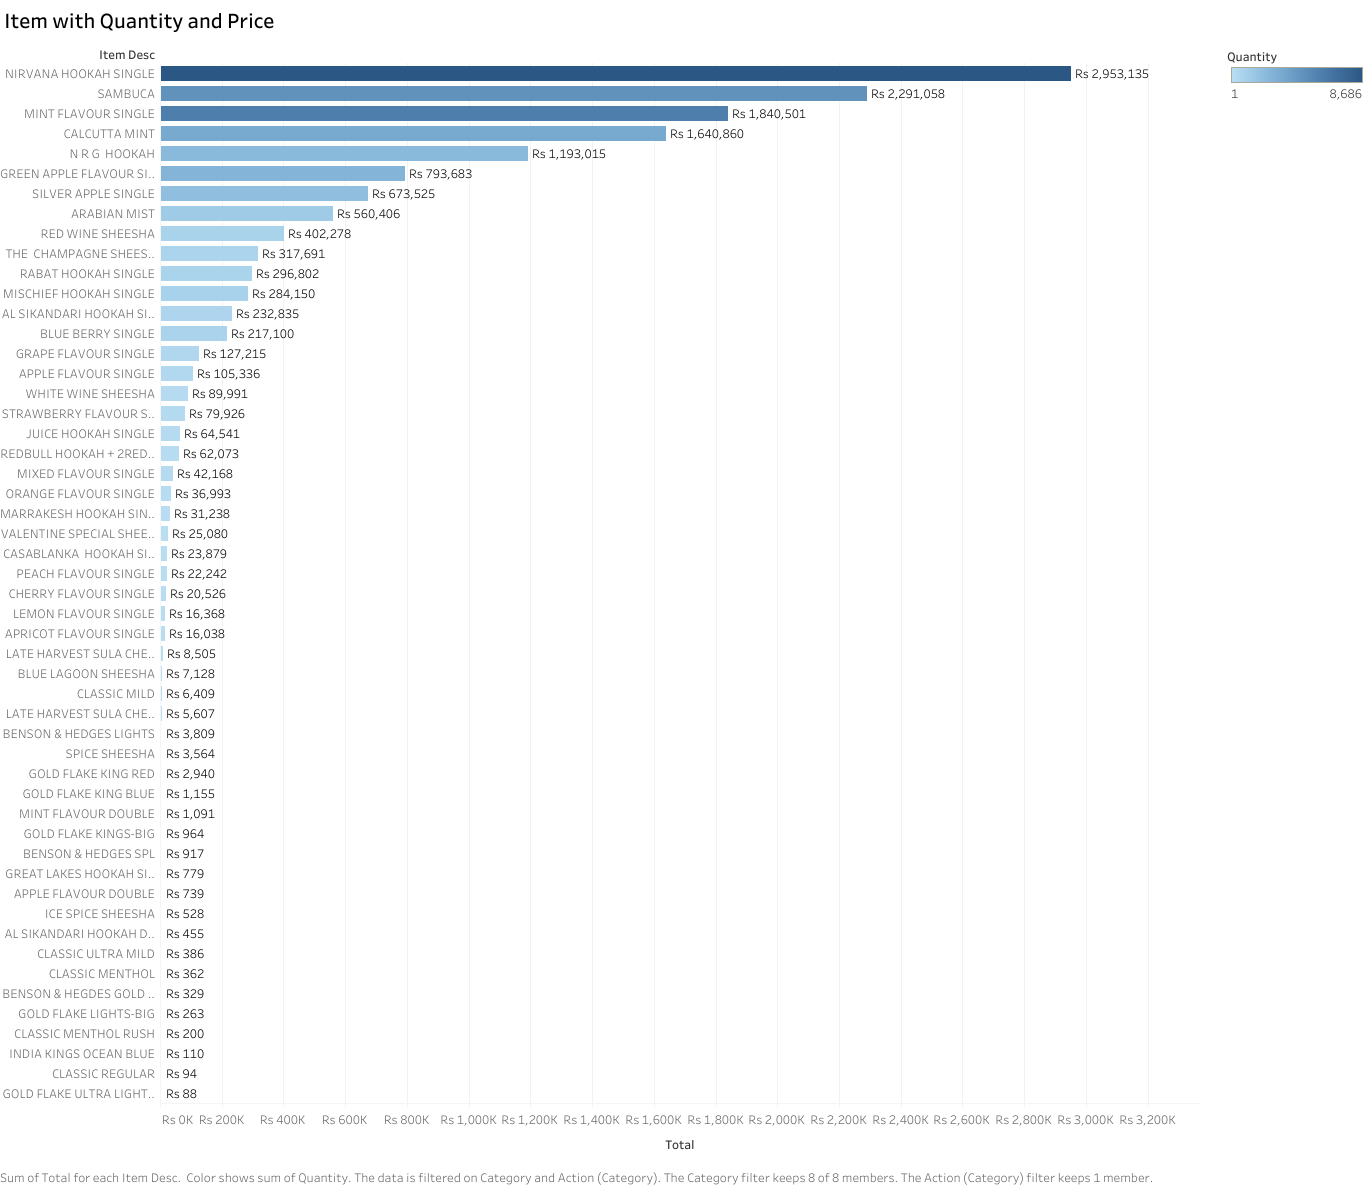 Item with Quantity and Price
Item Desc
Quantity
1 8,686
NIRVANA HOOKAH SINGLE Rs 2,953,135
SAMBUCA Rs 2,291,058
MINT FLAVOUR SINGLE Rs 1,840,501
CALCUTTA MINT Rs 1,640,860
N R G  HOOKAH Rs 1,193,015
GREEN APPLE FLAVOUR SI.. Rs 793,683
SILVER APPLE SINGLE Rs 673,525
ARABIAN MIST Rs 560,406
RED WINE SHEESHA Rs 402,278
THE  CHAMPAGNE SHEES.. Rs 317,691
RABAT HOOKAH SINGLE Rs 296,802
MISCHIEF HOOKAH SINGLE Rs 284,150
AL SIKANDARI HOOKAH SI.. Rs 232,835
BLUE BERRY SINGLE Rs 217,100
GRAPE FLAVOUR SINGLE Rs 127,215
APPLE FLAVOUR SINGLE Rs 105,336
WHITE WINE SHEESHA Rs 89,991
STRAWBERRY FLAVOUR S.. Rs 79,926
JUICE HOOKAH SINGLE Rs 64,541
REDBULL HOOKAH + 2RED.. Rs 62,073
MIXED FLAVOUR SINGLE Rs 42,168
ORANGE FLAVOUR SINGLE Rs 36,993
MARRAKESH HOOKAH SIN.. Rs 31,238
VALENTINE SPECIAL SHEE.. Rs 25,080
CASABLANKA  HOOKAH SI.. Rs 23,879
PEACH FLAVOUR SINGLE Rs 22,242
CHERRY FLAVOUR SINGLE Rs 20,526
LEMON FLAVOUR SINGLE Rs 16,368
APRICOT FLAVOUR SINGLE Rs 16,038
LATE HARVEST SULA CHE.. Rs 8,505
BLUE LAGOON SHEESHA Rs 7,128
CLASSIC MILD Rs 6,409
LATE HARVEST SULA CHE.. Rs 5,607
BENSON & HEDGES LIGHTS Rs 3,809
SPICE SHEESHA Rs 3,564
GOLD FLAKE KING RED Rs 2,940
GOLD FLAKE KING BLUE Rs 1,155
MINT FLAVOUR DOUBLE Rs 1,091
GOLD FLAKE KINGS-BIG Rs 964
BENSON & HEDGES SPL Rs 917
GREAT LAKES HOOKAH SI.. Rs 779
APPLE FLAVOUR DOUBLE Rs 739
ICE SPICE SHEESHA Rs 528
AL SIKANDARI HOOKAH D.. Rs 455
CLASSIC ULTRA MILD Rs 386
CLASSIC MENTHOL Rs 362
BENSON & HEGDES GOLD .. Rs 329
GOLD FLAKE LIGHTS-BIG Rs 263
CLASSIC MENTHOL RUSH Rs 200
INDIA KINGS OCEAN BLUE Rs 110
CLASSIC REGULAR Rs 94
GOLD FLAKE ULTRA LIGHT.. Rs 88
Rs 0K Rs 200K Rs 400K Rs 600K Rs 800K Rs 1,000K Rs 1,200K Rs 1,400K Rs 1,600K Rs 1,800K Rs 2,000K Rs 2,200K Rs 2,400K Rs 2,600K Rs 2,800K Rs 3,000K Rs 3,200K
Total
Sum of Total for each Item Desc.  Color shows sum of Quantity. The data is filtered on Category and Action (Category). The Category filter keeps 8 of 8 members. The Action (Category) filter keeps 1 member.